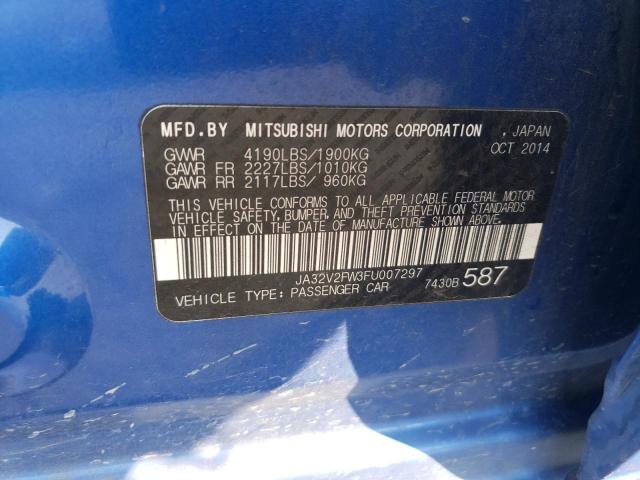 MFD.BY MITSUBISHI MOTORS CORPORATION , JAPAN
GVWR 4190LBS/1900KG OCT 2014
GAWR FR 2227LBS/1010KG
GAWR RR 2117LBS/ 960KG
THIS VEHICLE CONFORMS TO ALL APPLICABLE FEDERAL MOTOR
VEHICLE SAFETY, BUMPER, AND THEFT PREVENTION STANDARDS
IN EFFECT ON THE DATE OF MANUFACTURE SHOWN ABOVE.
JA32V2FW3FU007297
VEHICLE TYPE: PASSENGER CAR 7430B 587